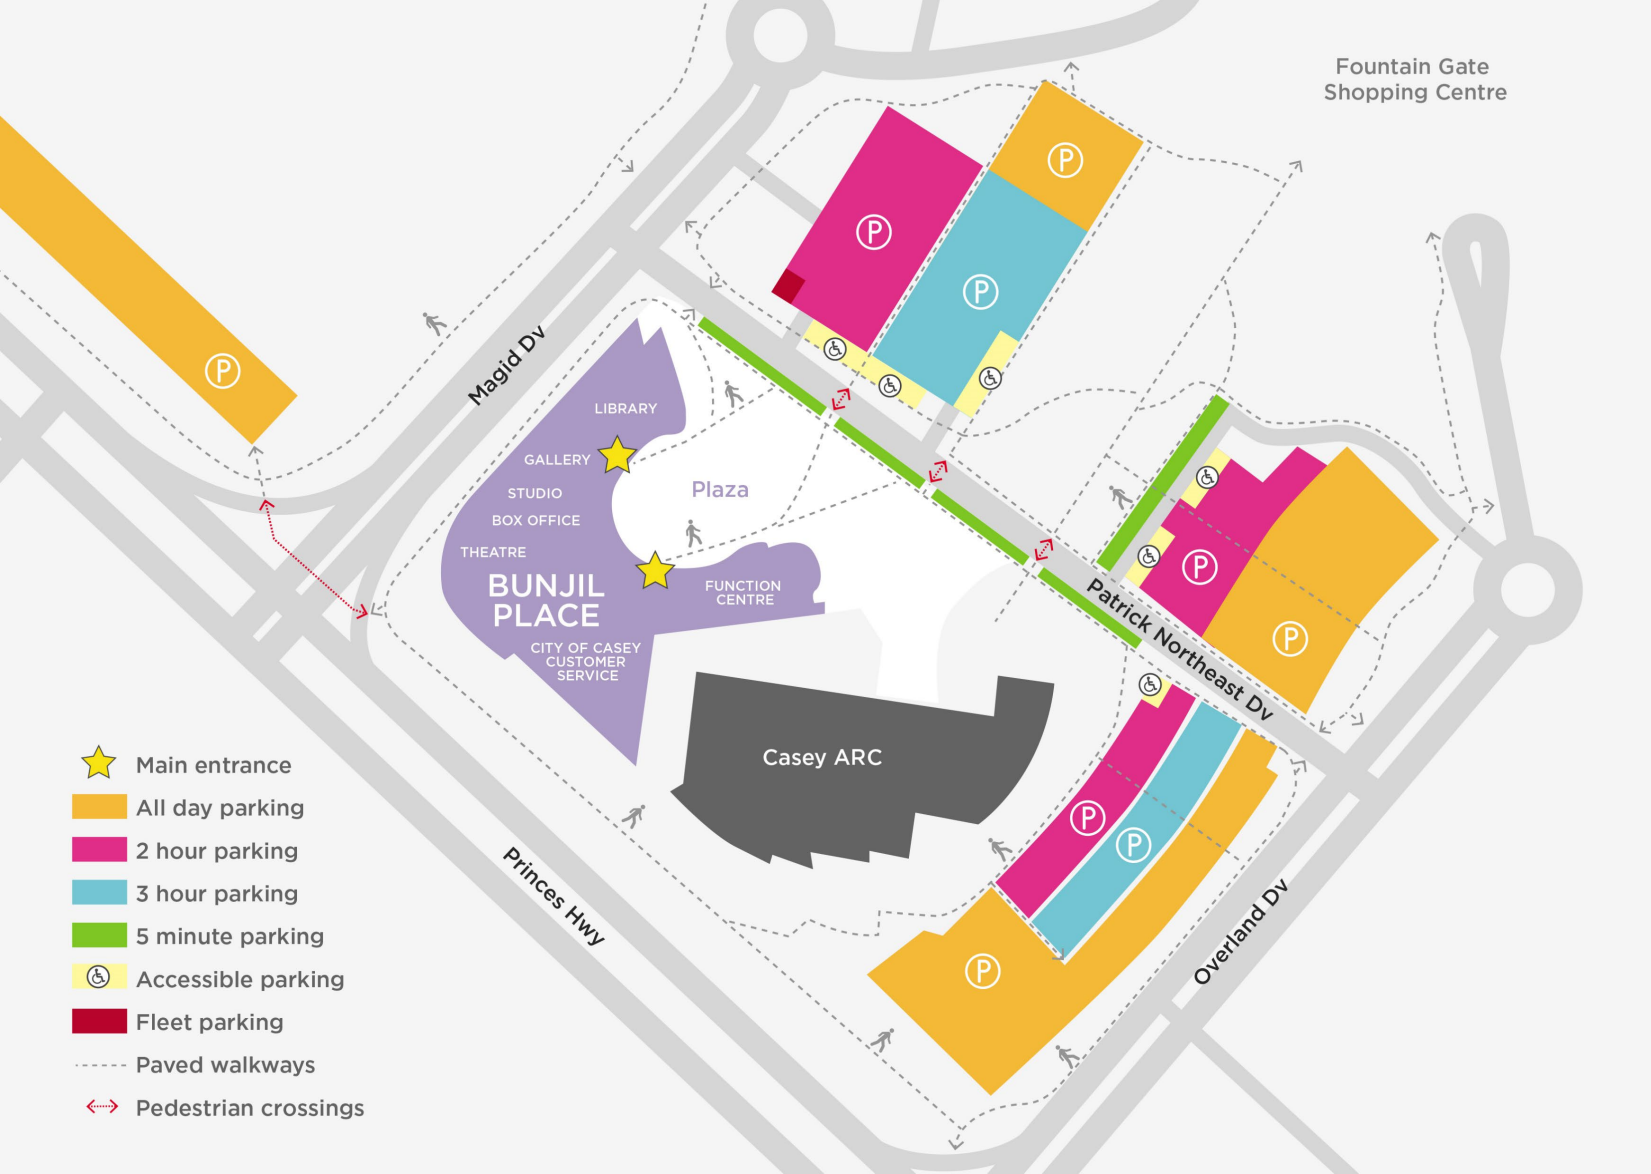 Fountain Gate
Shopping Centre
P
P
P
P
Magid Dv
LIBRARY
GALLERY
STUDIO
BOX OFFICE
THEATRE
BUNJIL
PLACE
Plaza
FUNCTION
CENTRE
CITY OF CASEY
CUSTOMER
SERVICE
P
P
Patrick Northeast Dv
Casey ARC
P
P
P
Princes Hwy
Overland Dv
Main entrance
All day parking
2 hour parking
3 hour parking
5 minute parking
Accessible parking
Fleet parking
Paved walkways
Pedestrian crossings